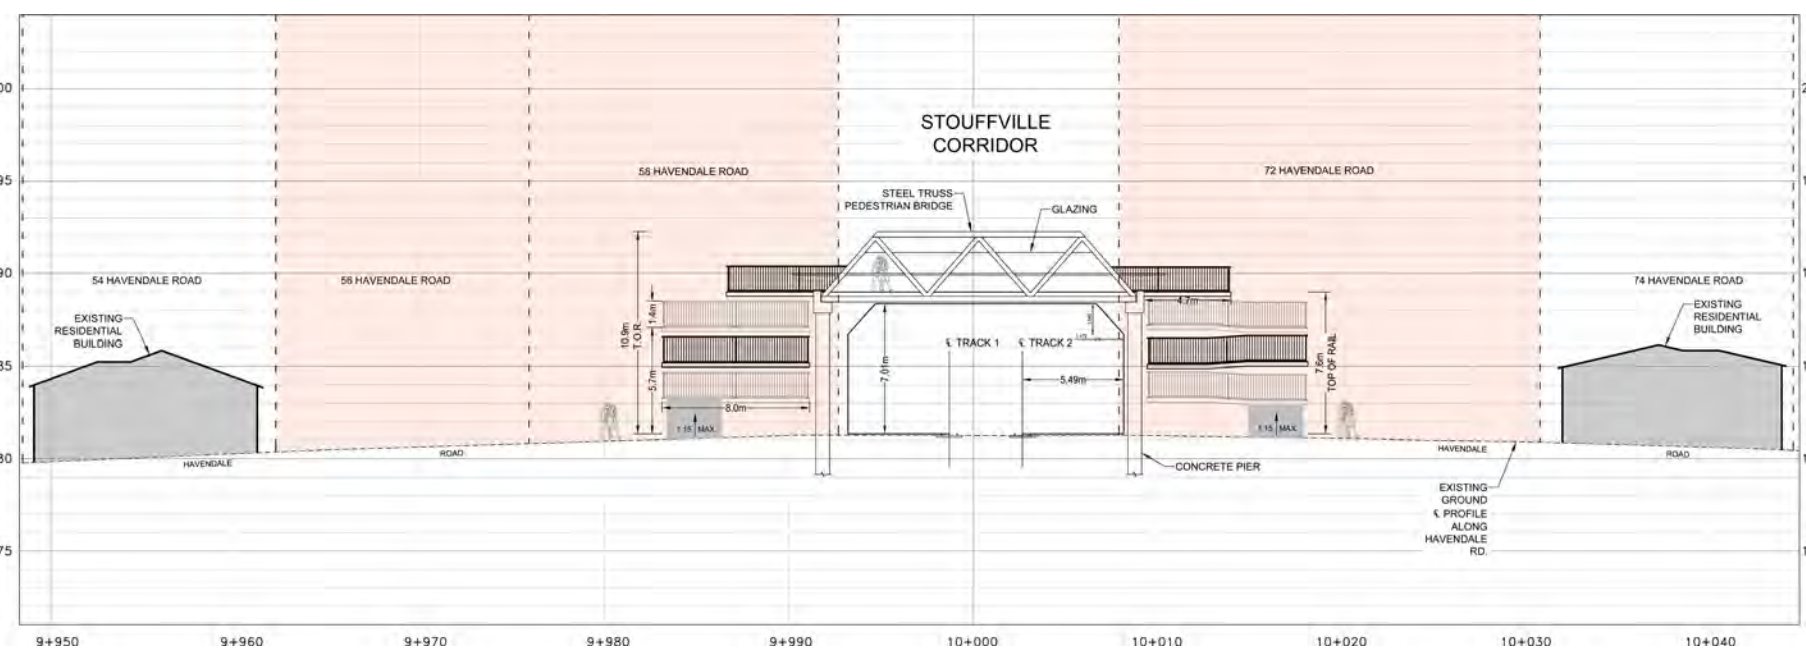 STOUFFVILLE
CORRIDOR
58 HAVENDALE ROAD
72 HAVENDALE ROAD
STEEL TRUSS
PEDESTRIAN BRIDGE
GLAZING
54 HAVENDALE ROAD
56 HAVENDALE ROAD
74 HAVENDALE ROAD
EXISTING
RESIDENTIAL
BUILDING
EXISTING
RESIDENTIAL
BUILDING
10.9m
T.O.R.
1.4m
5.7m
8.0m
7.01m
℄ TRACK 1
℄ TRACK 2
5.49m
4.7m
7.6m
TOP OF RAIL
1:15 MAX.
1:15 MAX.
HAVENDALE
ROAD
HAVENDALE
ROAD
CONCRETE PIER
EXISTING
GROUND
℄ PROFILE
ALONG
HAVENDALE
RD.
00
95
90
85
80
75
9+950
9+960
9+970
9+980
9+990
10+000
10+010
10+020
10+030
10+040